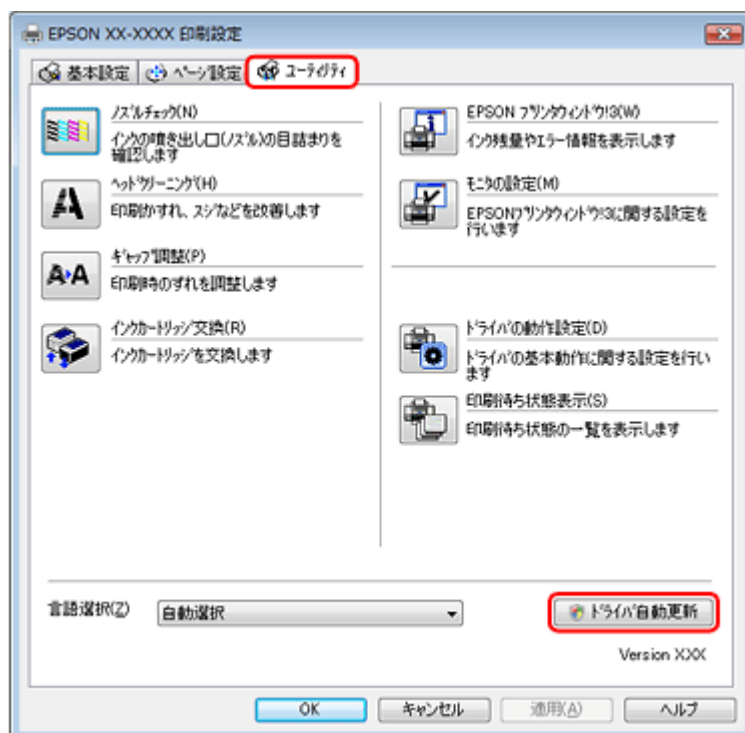 EPSON XX-XXXX 印刷設定
基本設定
ページ設定
ユーティリティ
ノズルチェック(N)
インクの噴き出し口(ノズル)の目詰まりを
確認します
ヘッドクリーニング(H)
印刷かすれ、スジなどを改善します
ギャップ調整(P)
印刷時のずれを調整します
インクカートリッジ交換(R)
インクカートリッジを交換します
EPSON プリンタウィンドウ!3(W)
インク残量やエラー情報を表示します
モニタの設定(M)
EPSONプリンタウィンドウ!3に関する設定を
行います
ドライバの動作設定(D)
ドライバの基本動作に関する設定を行い
ます
印刷待ち状態表示(S)
印刷待ち状態の一覧を表示します
言語選択(Z)
自動選択
ドライバ自動更新
Version XXX
OK
キャンセル
適用(A)
ヘルプ